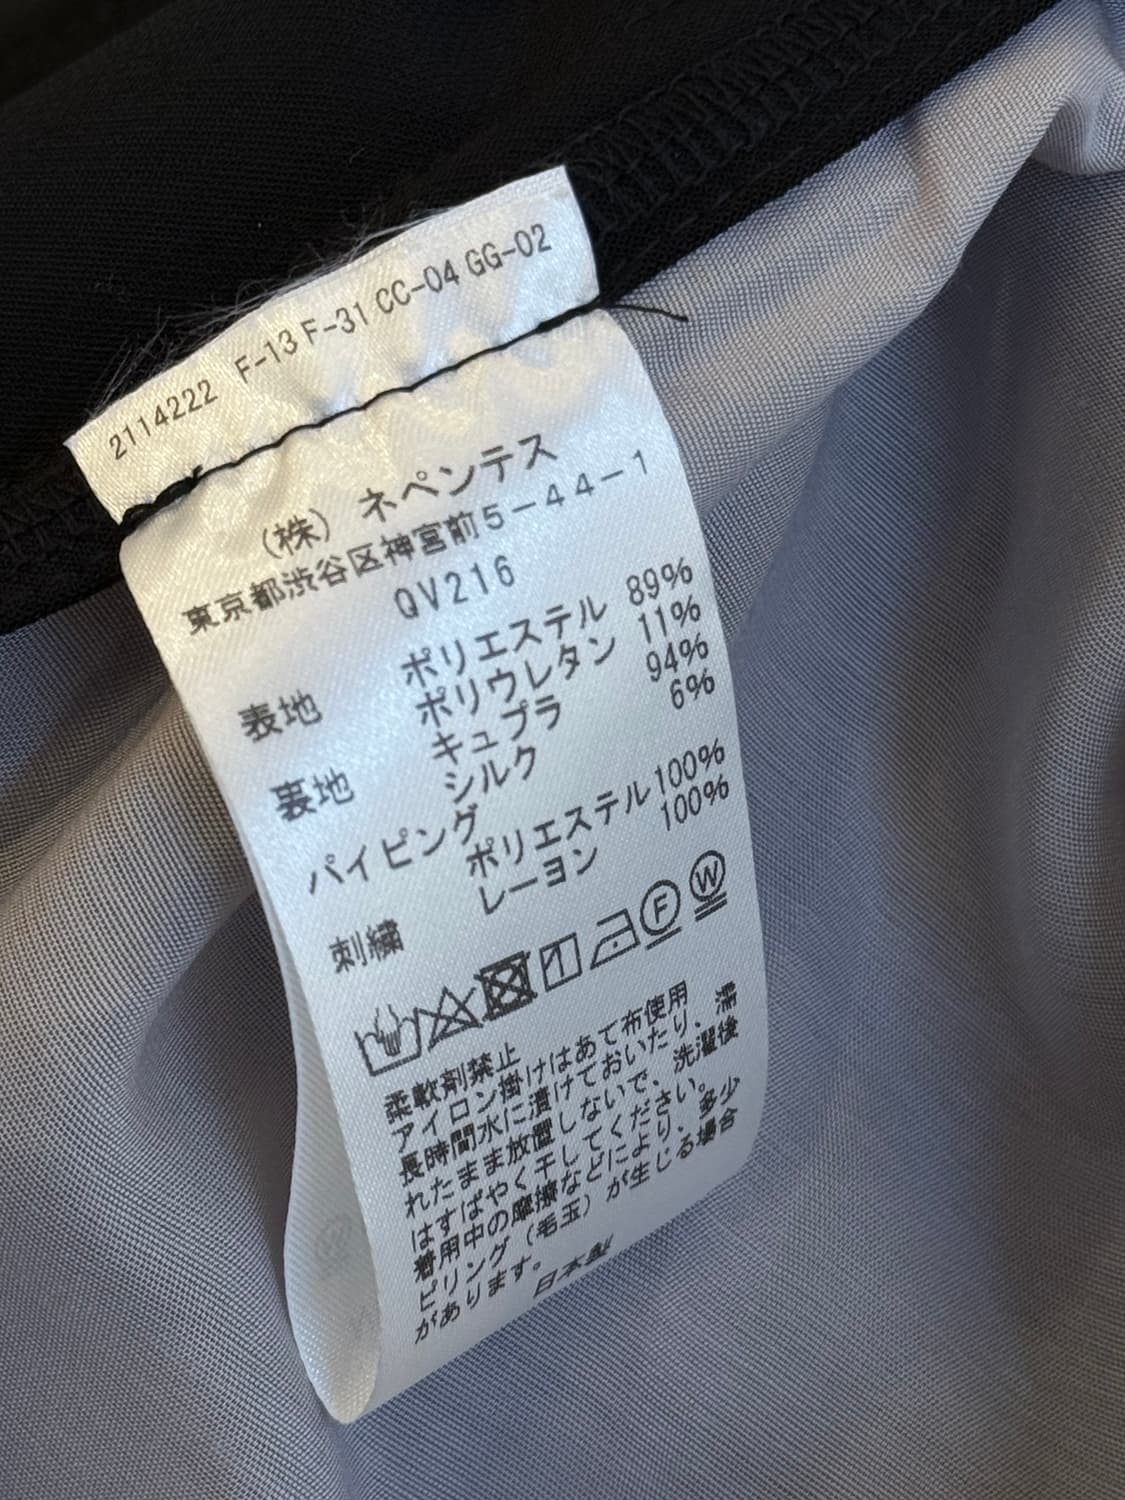 2114222 F-13 F-31 CC-04 GG-02
(株) ネペンテス
東京都渋谷区神宮前5-44-1
QV216
表地 ポリエステル 89%
ポリウレタン 11%
裏地 キュプラ 94%
シルク 6%
パイピング
ポリエステル 100%
刺繍 レーヨン 100%
F W
柔軟剤禁止
アイロン掛けはあて布使用
長時間水に漬けておいたり、濡
れたまま放置しないで、洗濯後
はすばやく干してください。
着用中の摩擦などにより、多少
ピリング(毛玉)が生じる場合
があります。
日本製